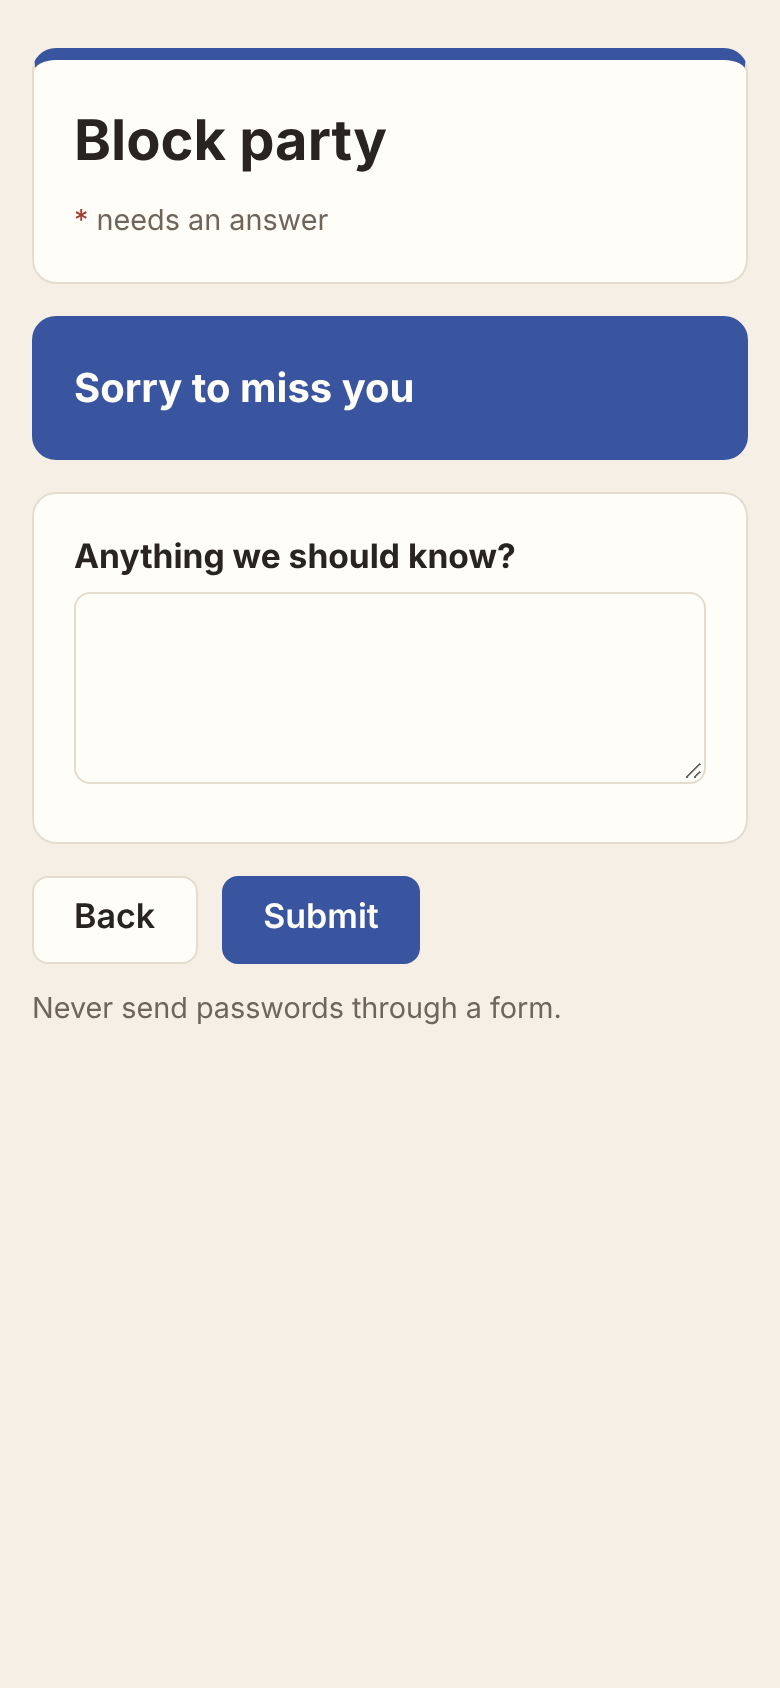 Block party
* needs an answer
Sorry to miss you
Anything we should know?
Back
Submit
Never send passwords through a form.